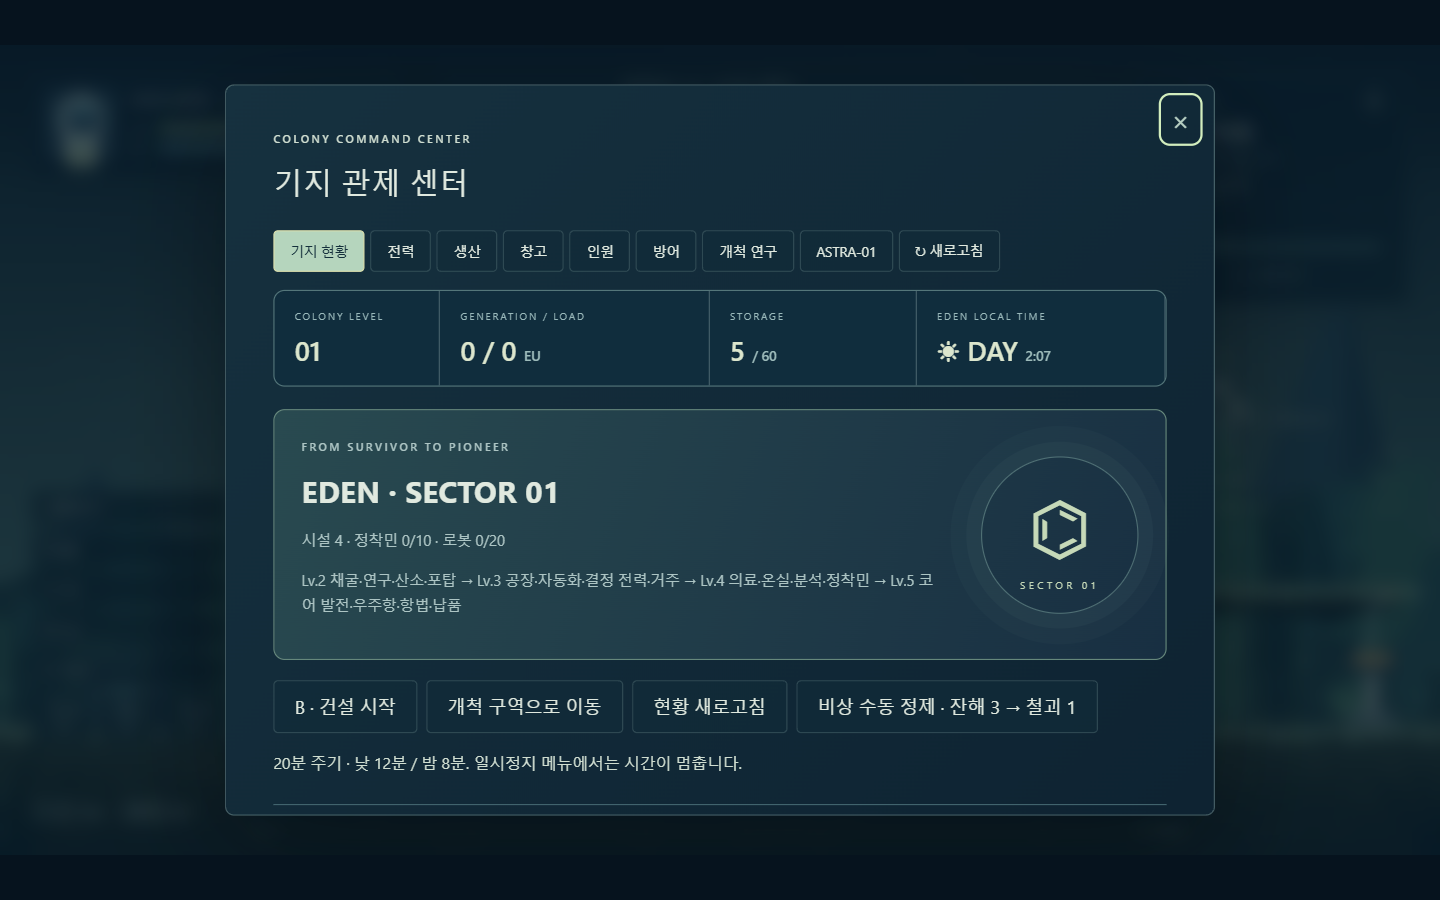 COLONY COMMAND CENTER
기지 관제 센터
×
기지 현황 전력 생산 창고 인원 방어 개척 연구 ASTRA-01 ↻ 새로고침
COLONY LEVEL
01
GENERATION / LOAD
0 / 0 EU
STORAGE
5 / 60
EDEN LOCAL TIME
☀ DAY 2:07
FROM SURVIVOR TO PIONEER
EDEN · SECTOR 01
시설 4 · 정착민 0/10 · 로봇 0/20
Lv.2 채굴·연구·산소·포탑 → Lv.3 공장·자동화·결정 전력·거주 → Lv.4 의료·온실·분석·정착민 → Lv.5 코
어 발전·우주항·항법·납품
SECTOR 01
B · 건설 시작 개척 구역으로 이동 현황 새로고침 비상 수동 정제 · 잔해 3 → 철괴 1
20분 주기 · 낮 12분 / 밤 8분. 일시정지 메뉴에서는 시간이 멈춥니다.